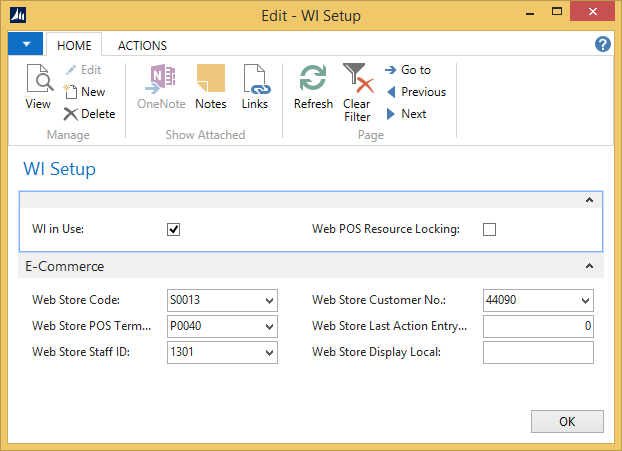 Edit - WI Setup
HOME ACTIONS
View Edit New Delete
Manage
OneNote Notes Links
Show Attached
Refresh Clear Filter Go to Previous Next
Page
WI Setup
WI in Use: Web POS Resource Locking:
E-Commerce
Web Store Code: S0013 Web Store Customer No.: 44090
Web Store POS Term... P0040 Web Store Last Action Entry... 0
Web Store Staff ID: 1301 Web Store Display Local:
OK